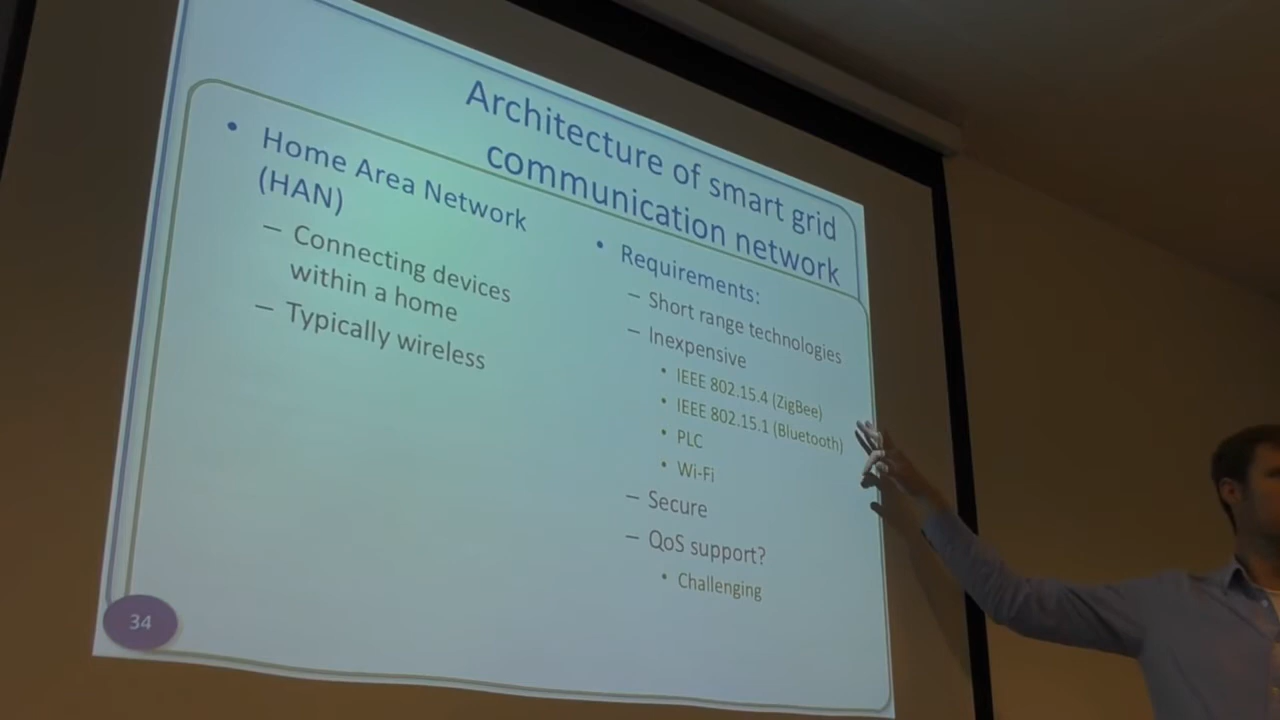 Architecture of smart grid
communication network
• Home Area Network
(HAN)
– Connecting devices
within a home
– Typically wireless
• Requirements:
– Short range technologies
– Inexpensive
• IEEE 802.15.4 (ZigBee)
• IEEE 802.15.1 (Bluetooth)
• PLC
• Wi-Fi
– Secure
– QoS support?
• Challenging
34